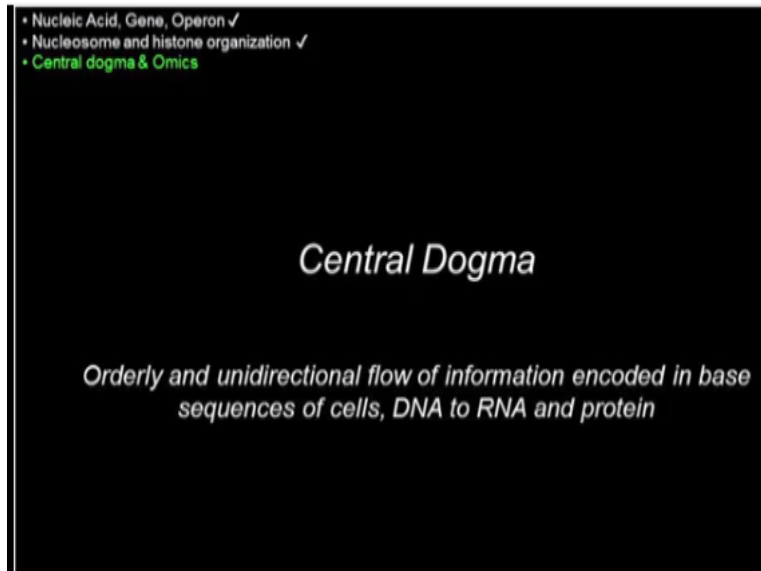 • Nucleic Acid, Gene, Operon ✓
• Nucleosome and histone organization ✓
• Central dogma & Omics
Central Dogma
Orderly and unidirectional flow of information encoded in base
sequences of cells, DNA to RNA and protein